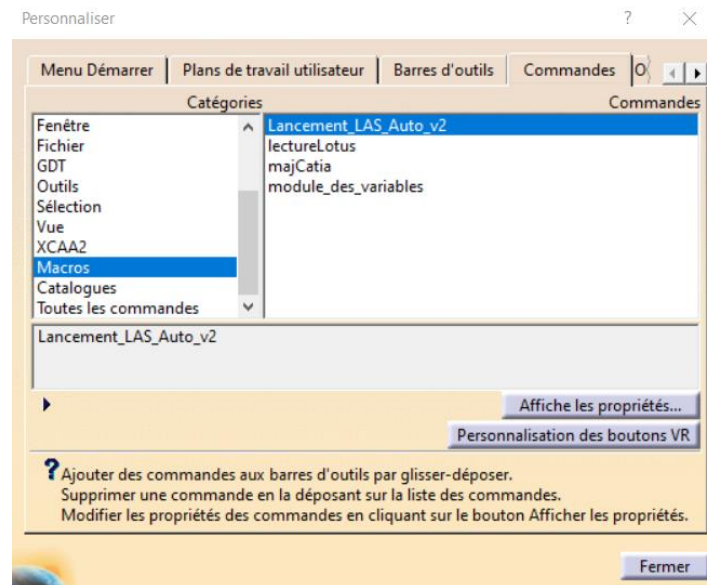 Personnaliser ? ×
Menu Démarrer Plans de travail utilisateur Barres d'outils Commandes O
Catégories Commandes
Fenêtre
Fichier
GDT
Outils
Sélection
Vue
XCAA2
Macros
Catalogues
Toutes les commandes
Lancement_LAS_Auto_v2
lectureLotus
majCatia
module_des_variables
Lancement_LAS_Auto_v2
Affiche les propriétés...
Personnalisation des boutons VR
? Ajouter des commandes aux barres d'outils par glisser-déposer.
Supprimer une commande en la déposant sur la liste des commandes.
Modifier les propriétés des commandes en cliquant sur le bouton Afficher les propriétés.
Fermer